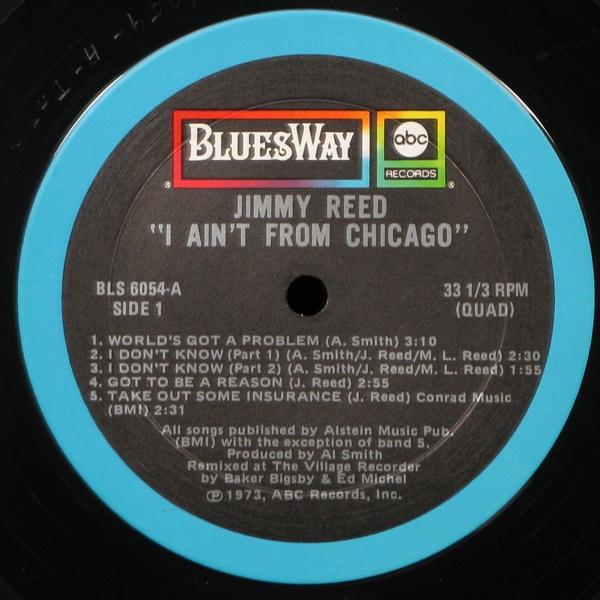 BLUESWAY
abc
RECORDS
JIMMY REED
"I AIN'T FROM CHICAGO"
BLS 6054-A
SIDE 1
33 1/3 RPM
(QUAD)
1. WORLD'S GOT A PROBLEM (A. Smith) 3:10
2. I DON'T KNOW (Part 1) (A. Smith/J. Reed/M. L. Reed) 2:30
3. I DON'T KNOW (Part 2) (A. Smith/J. Reed/M. L. Reed) 1:55
4. GOT TO BE A REASON (J. Reed) 2:55
5. TAKE OUT SOME INSURANCE (J. Reed) Conrad Music
(BMI) 2:31
All songs published by Alstein Music Pub.
(BMI) with the exception of band 5.
Produced by Al Smith
Remixed at The Village Recorder
by Baker Bigsby & Ed Michel
℗ 1973, ABC Records, Inc.